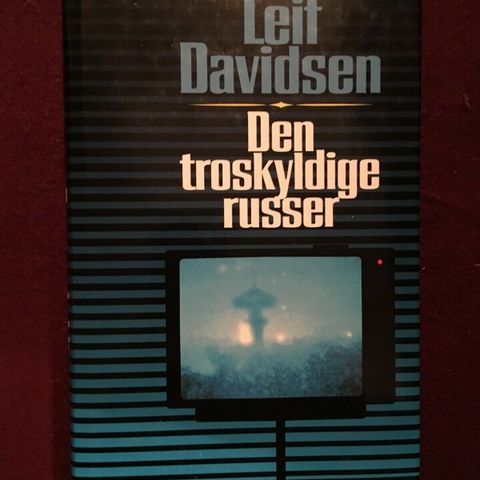 Leif
Davidsen
Den
troskyldige
russer